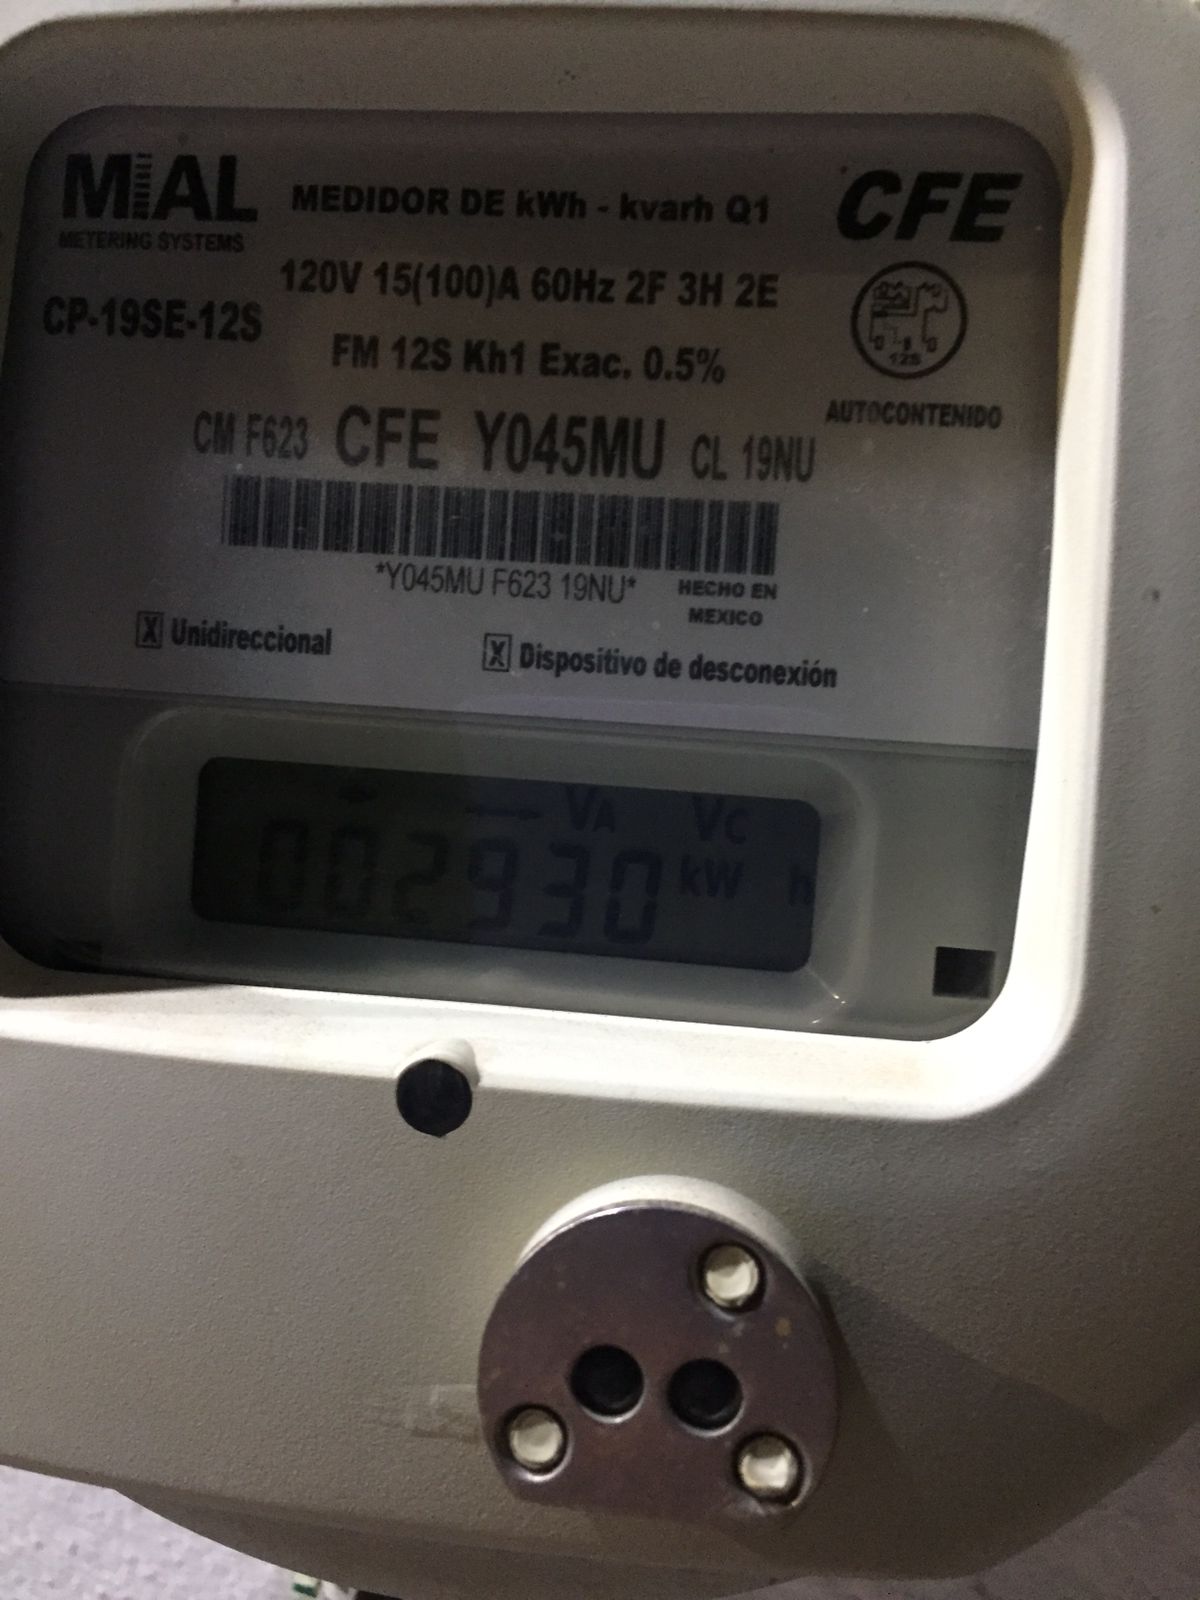 MIAL
METERING SYSTEMS
MEDIDOR DE kWh - kvarh Q1
CFE
120V 15(100)A 60Hz 2F 3H 2E
CP-19SE-12S
FM 12S Kh1 Exac. 0.5%
12S
AUTOCONTENIDO
CM F623 CFE Y045MU CL 19NU
*Y045MU F623 19NU*
HECHO EN
MEXICO
X Unidireccional
X Dispositivo de desconexión
VA VC
002930 kW h